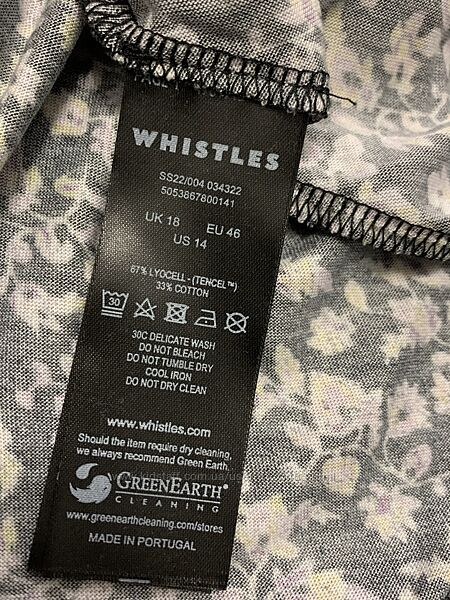 WHISTLES
SS22/004 034322
5053867800141
UK 18 EU 46
US 14
67% LYOCELL - (TENCEL™)
33% COTTON
30
30C DELICATE WASH
DO NOT BLEACH
DO NOT TUMBLE DRY
COOL IRON
DO NOT DRY CLEAN
www.whistles.com
Should the item require dry cleaning,
we always recommend Green Earth.
GREENEARTH®
CLEANING
www.greenearthcleaning.com/stores
MADE IN PORTUGAL